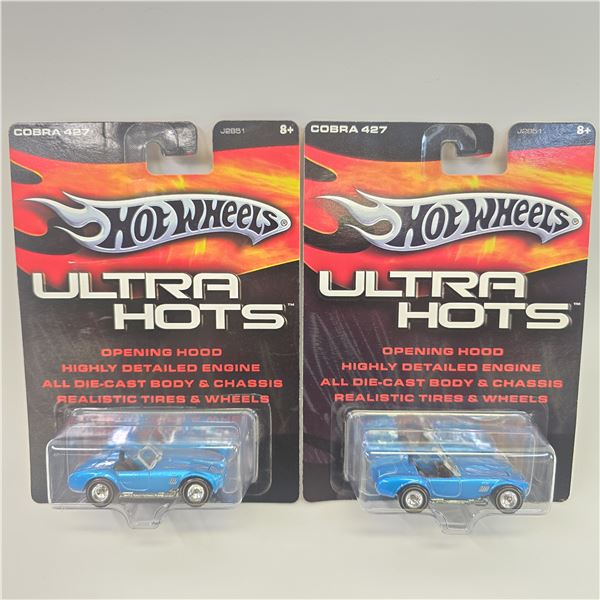 COBRA 427
J2851
8+
HOT WHEELS®
ULTRA
HOTS™
OPENING HOOD
HIGHLY DETAILED ENGINE
ALL DIE-CAST BODY & CHASSIS
REALISTIC TIRES & WHEELS
COBRA 427
J2851
8+
HOT WHEELS®
ULTRA
HOTS™
OPENING HOOD
HIGHLY DETAILED ENGINE
ALL DIE-CAST BODY & CHASSIS
REALISTIC TIRES & WHEELS